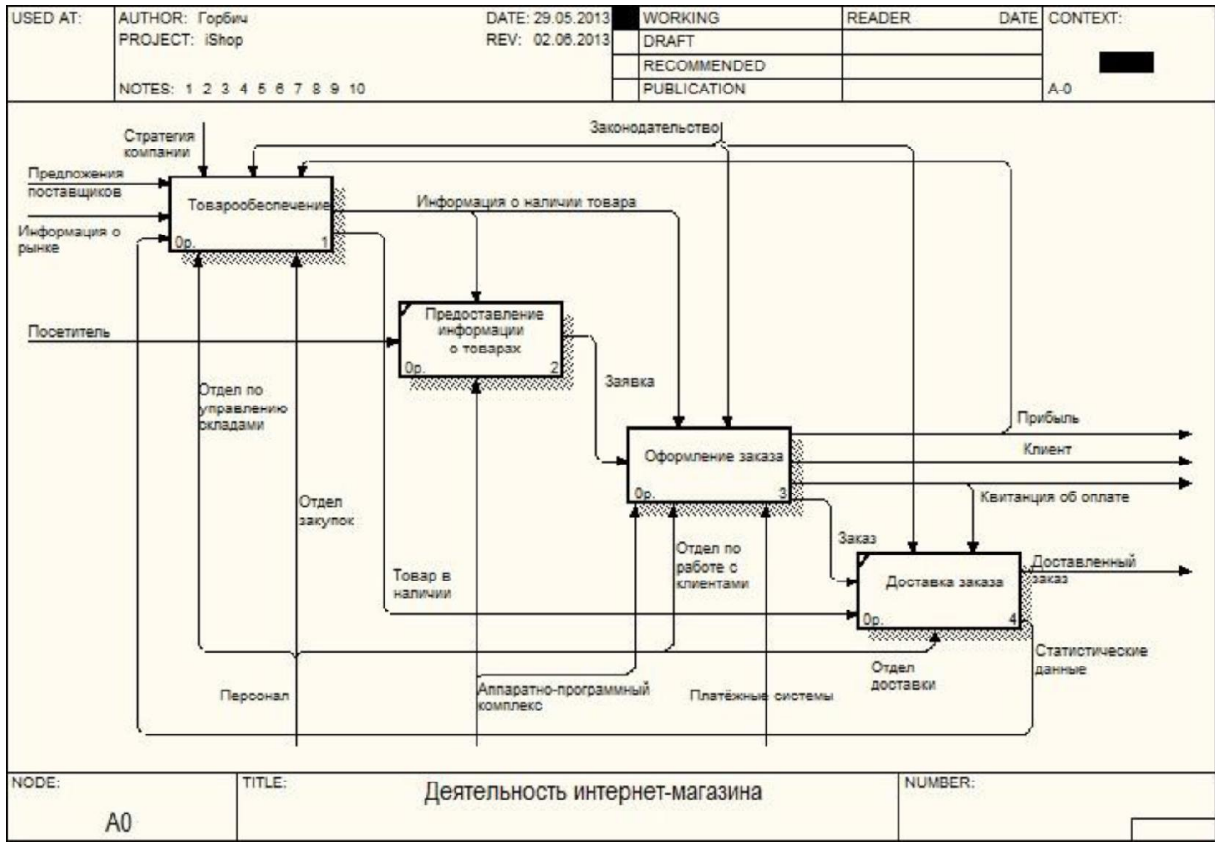 USED AT:
AUTHOR: Горбич
DATE: 29.05.2013
PROJECT: iShop
REV: 02.06.2013
NOTES: 1 2 3 4 5 6 7 8 9 10
WORKING
DRAFT
RECOMMENDED
PUBLICATION
READER
DATE
CONTEXT:
A-0
Стратегия
компании
Законодательство
Предложения
поставщиков
Информация о
рынке
Товарообеспечение
0р.
1
Информация о наличии товара
Посетитель
Предоставление
информации
о товарах
0р.
2
Заявка
Отдел по
управлению
складами
Прибыль
Клиент
Квитанция об оплате
Оформление заказа
0р.
3
Отдел
закупок
Заказ
Отдел по
работе с
клиентами
Доставленный
заказ
Товар в
наличии
Доставка заказа
0р.
4
Статистические
данные
Отдел
доставки
Персонал
Аппаратно-программный
комплекс
Платёжные системы
NODE:
A0
TITLE:
Деятельность интернет-магазина
NUMBER: